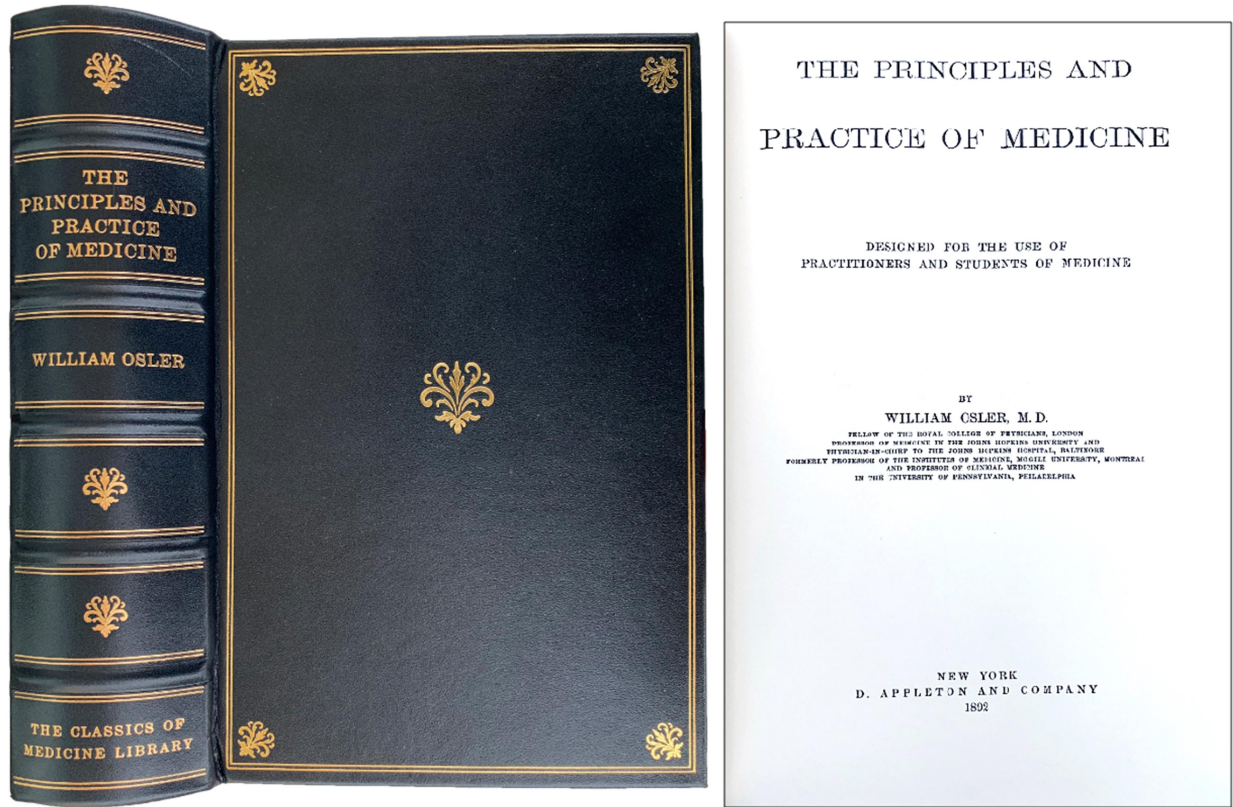 THE
PRINCIPLES AND
PRACTICE
OF MEDICINE
WILLIAM OSLER
THE CLASSICS OF
MEDICINE LIBRARY
THE PRINCIPLES AND
PRACTICE OF MEDICINE
DESIGNED FOR THE USE OF
PRACTITIONERS AND STUDENTS OF MEDICINE
BY
WILLIAM OSLER, M. D.
FELLOW OF THE ROYAL COLLEGE OF PHYSICIANS, LONDON
PROFESSOR OF MEDICINE IN THE JOHNS HOPKINS UNIVERSITY AND
PHYSICIAN-IN-CHIEF TO THE JOHNS HOPKINS HOSPITAL, BALTIMORE
FORMERLY PROFESSOR OF THE INSTITUTES OF MEDICINE, MCGILL UNIVERSITY, MONTREAL
AND PROFESSOR OF CLINICAL MEDICINE
IN THE UNIVERSITY OF PENNSYLVANIA, PHILADELPHIA
NEW YORK
D. APPLETON AND COMPANY
1892